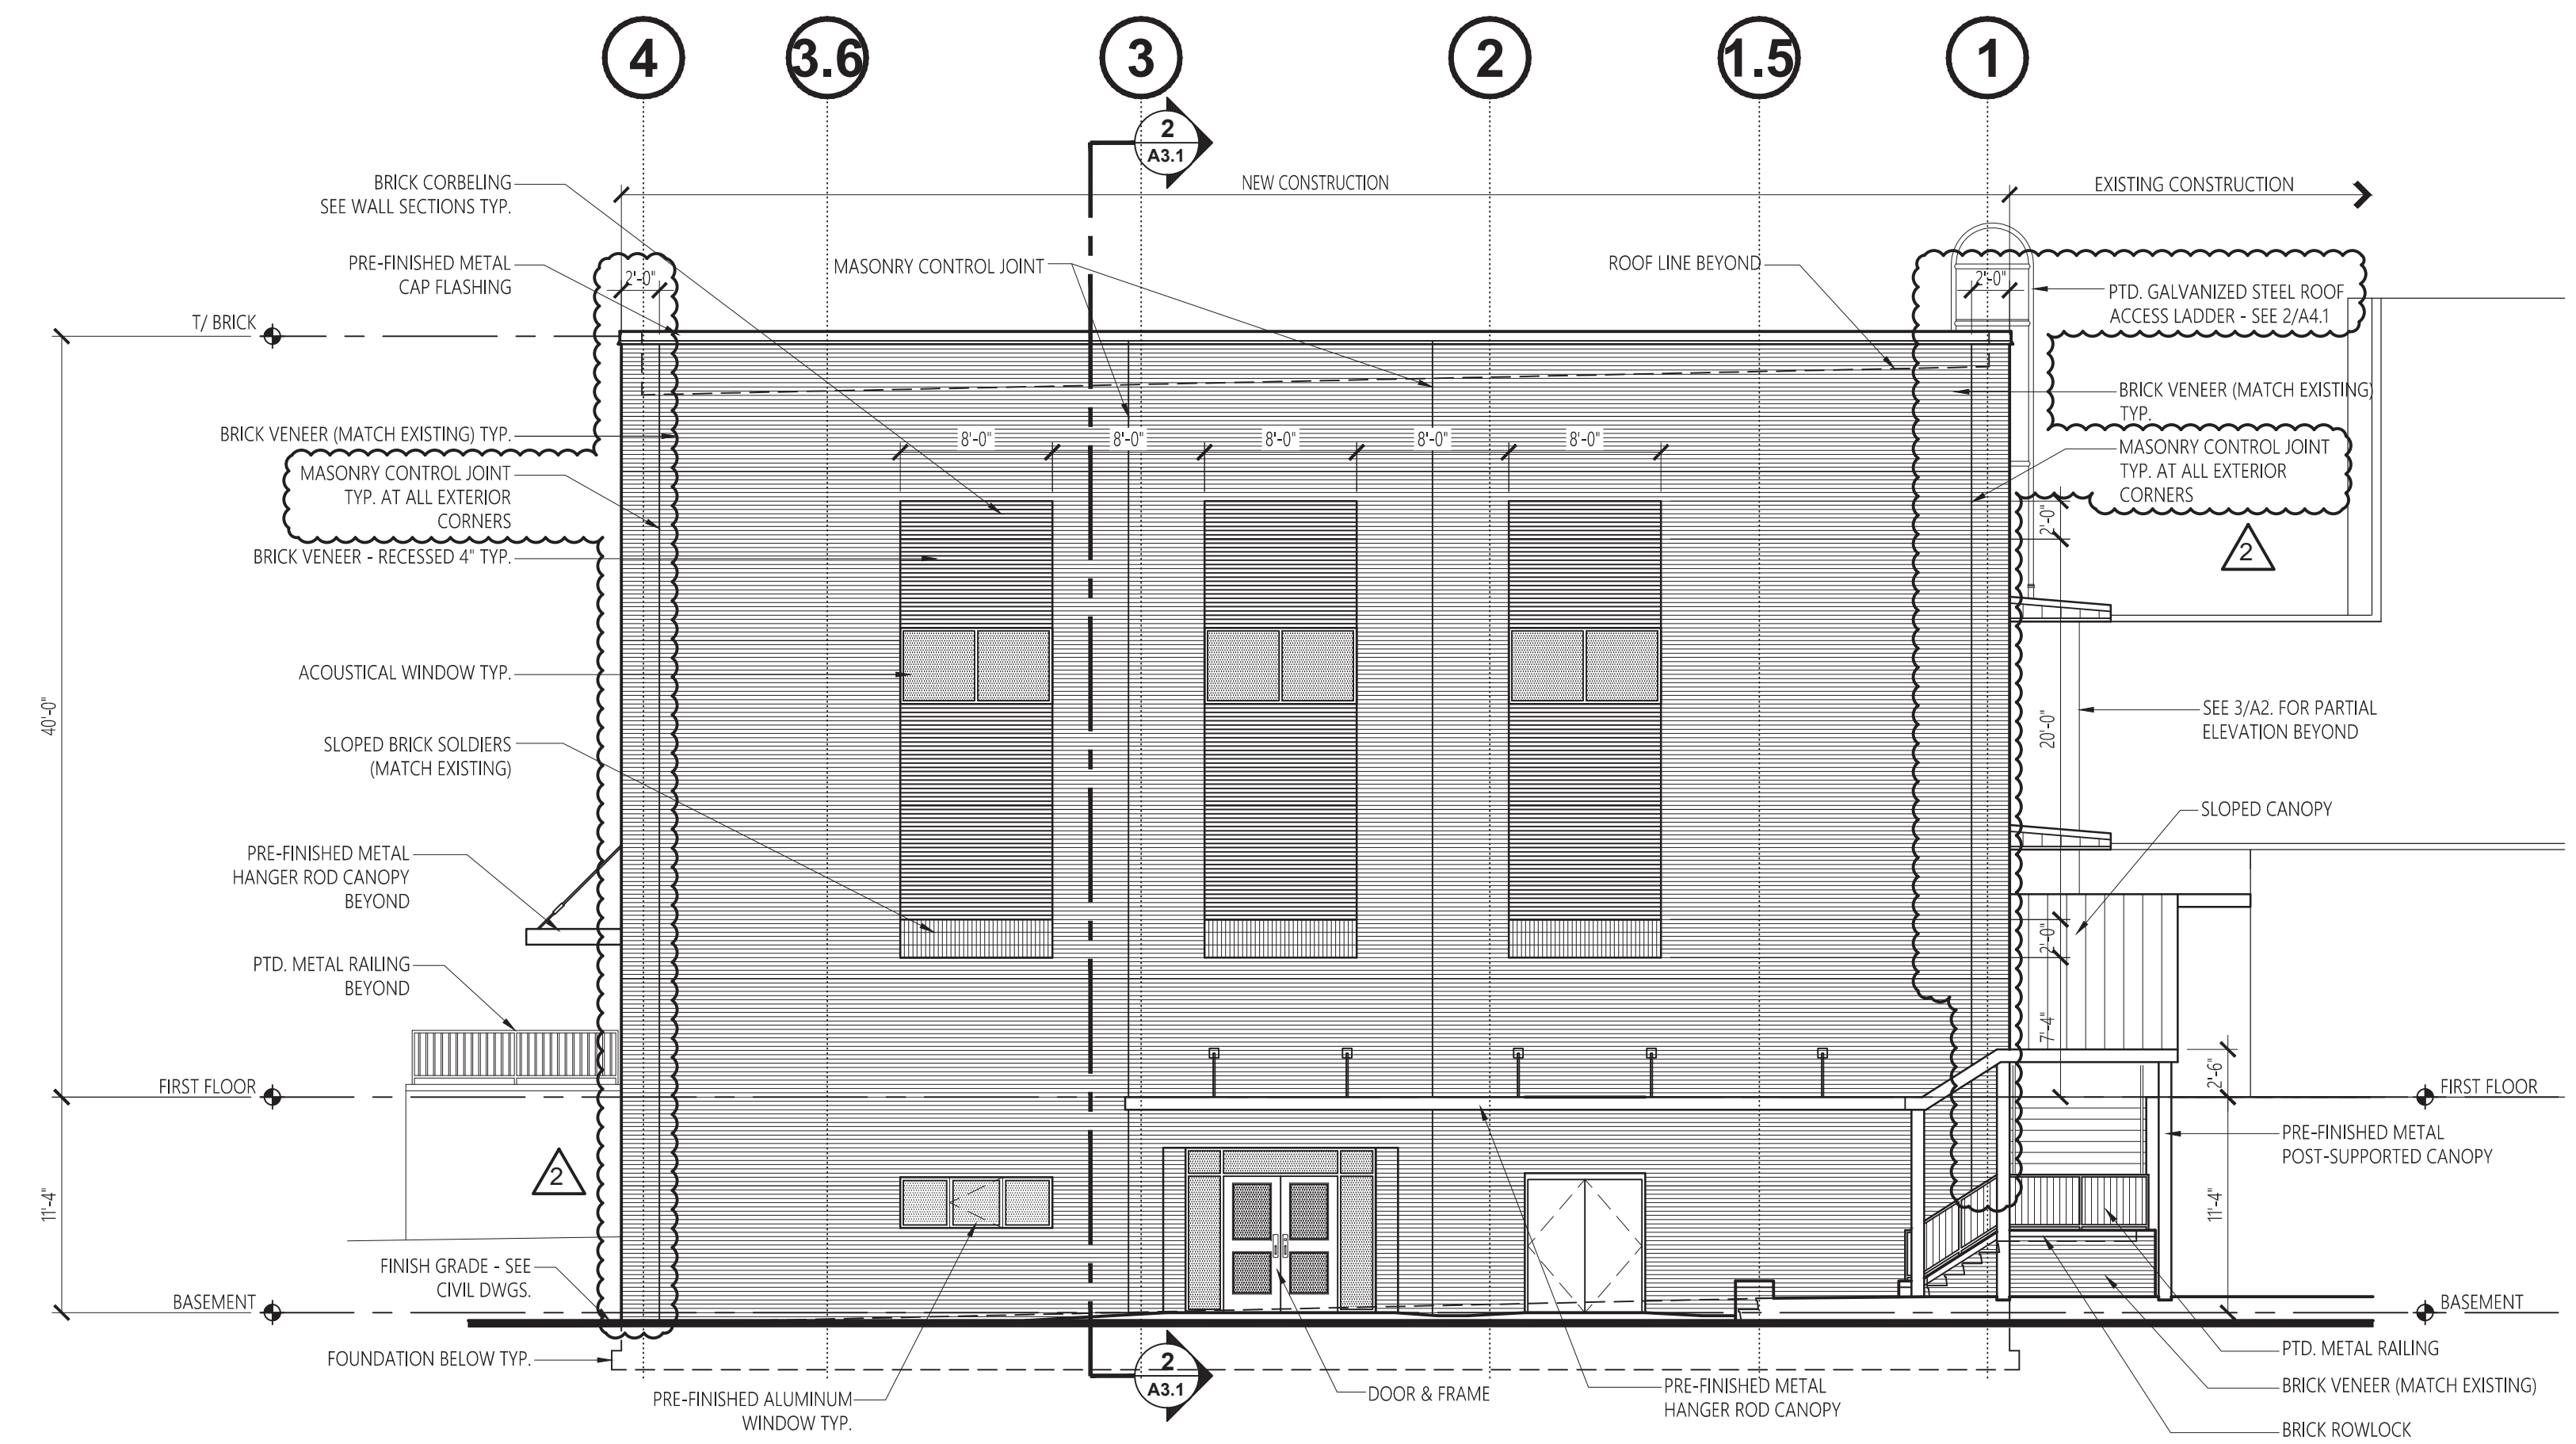 4
3.6
3
2
1.5
1
2
A3.1
NEW CONSTRUCTION
EXISTING CONSTRUCTION
BRICK CORBELING
SEE WALL SECTIONS TYP.
PRE-FINISHED METAL
CAP FLASHING
2'-0"
MASONRY CONTROL JOINT
ROOF LINE BEYOND
2'-0"
PTD. GALVANIZED STEEL ROOF
ACCESS LADDER - SEE 2/A4.1
T/ BRICK
BRICK VENEER (MATCH EXISTING)
TYP.
BRICK VENEER (MATCH EXISTING) TYP.
8'-0"
8'-0"
8'-0"
8'-0"
8'-0"
MASONRY CONTROL JOINT
TYP. AT ALL EXTERIOR
CORNERS
MASONRY CONTROL JOINT
TYP. AT ALL EXTERIOR
CORNERS
2'-0"
2
BRICK VENEER - RECESSED 4" TYP.
ACOUSTICAL WINDOW TYP.
40'-0"
20'-0"
SEE 3/A2. FOR PARTIAL
ELEVATION BEYOND
SLOPED BRICK SOLDIERS
(MATCH EXISTING)
SLOPED CANOPY
PRE-FINISHED METAL
HANGER ROD CANOPY
BEYOND
2'-0"
PTD. METAL RAILING
BEYOND
7'-4"
2'-6"
FIRST FLOOR
FIRST FLOOR
PRE-FINISHED METAL
POST-SUPPORTED CANOPY
2
11'-4"
11'-4"
FINISH GRADE - SEE
CIVIL DWGS.
BASEMENT
BASEMENT
FOUNDATION BELOW TYP.
2
A3.1
PTD. METAL RAILING
PRE-FINISHED ALUMINUM
WINDOW TYP.
DOOR & FRAME
PRE-FINISHED METAL
HANGER ROD CANOPY
BRICK VENEER (MATCH EXISTING)
BRICK ROWLOCK